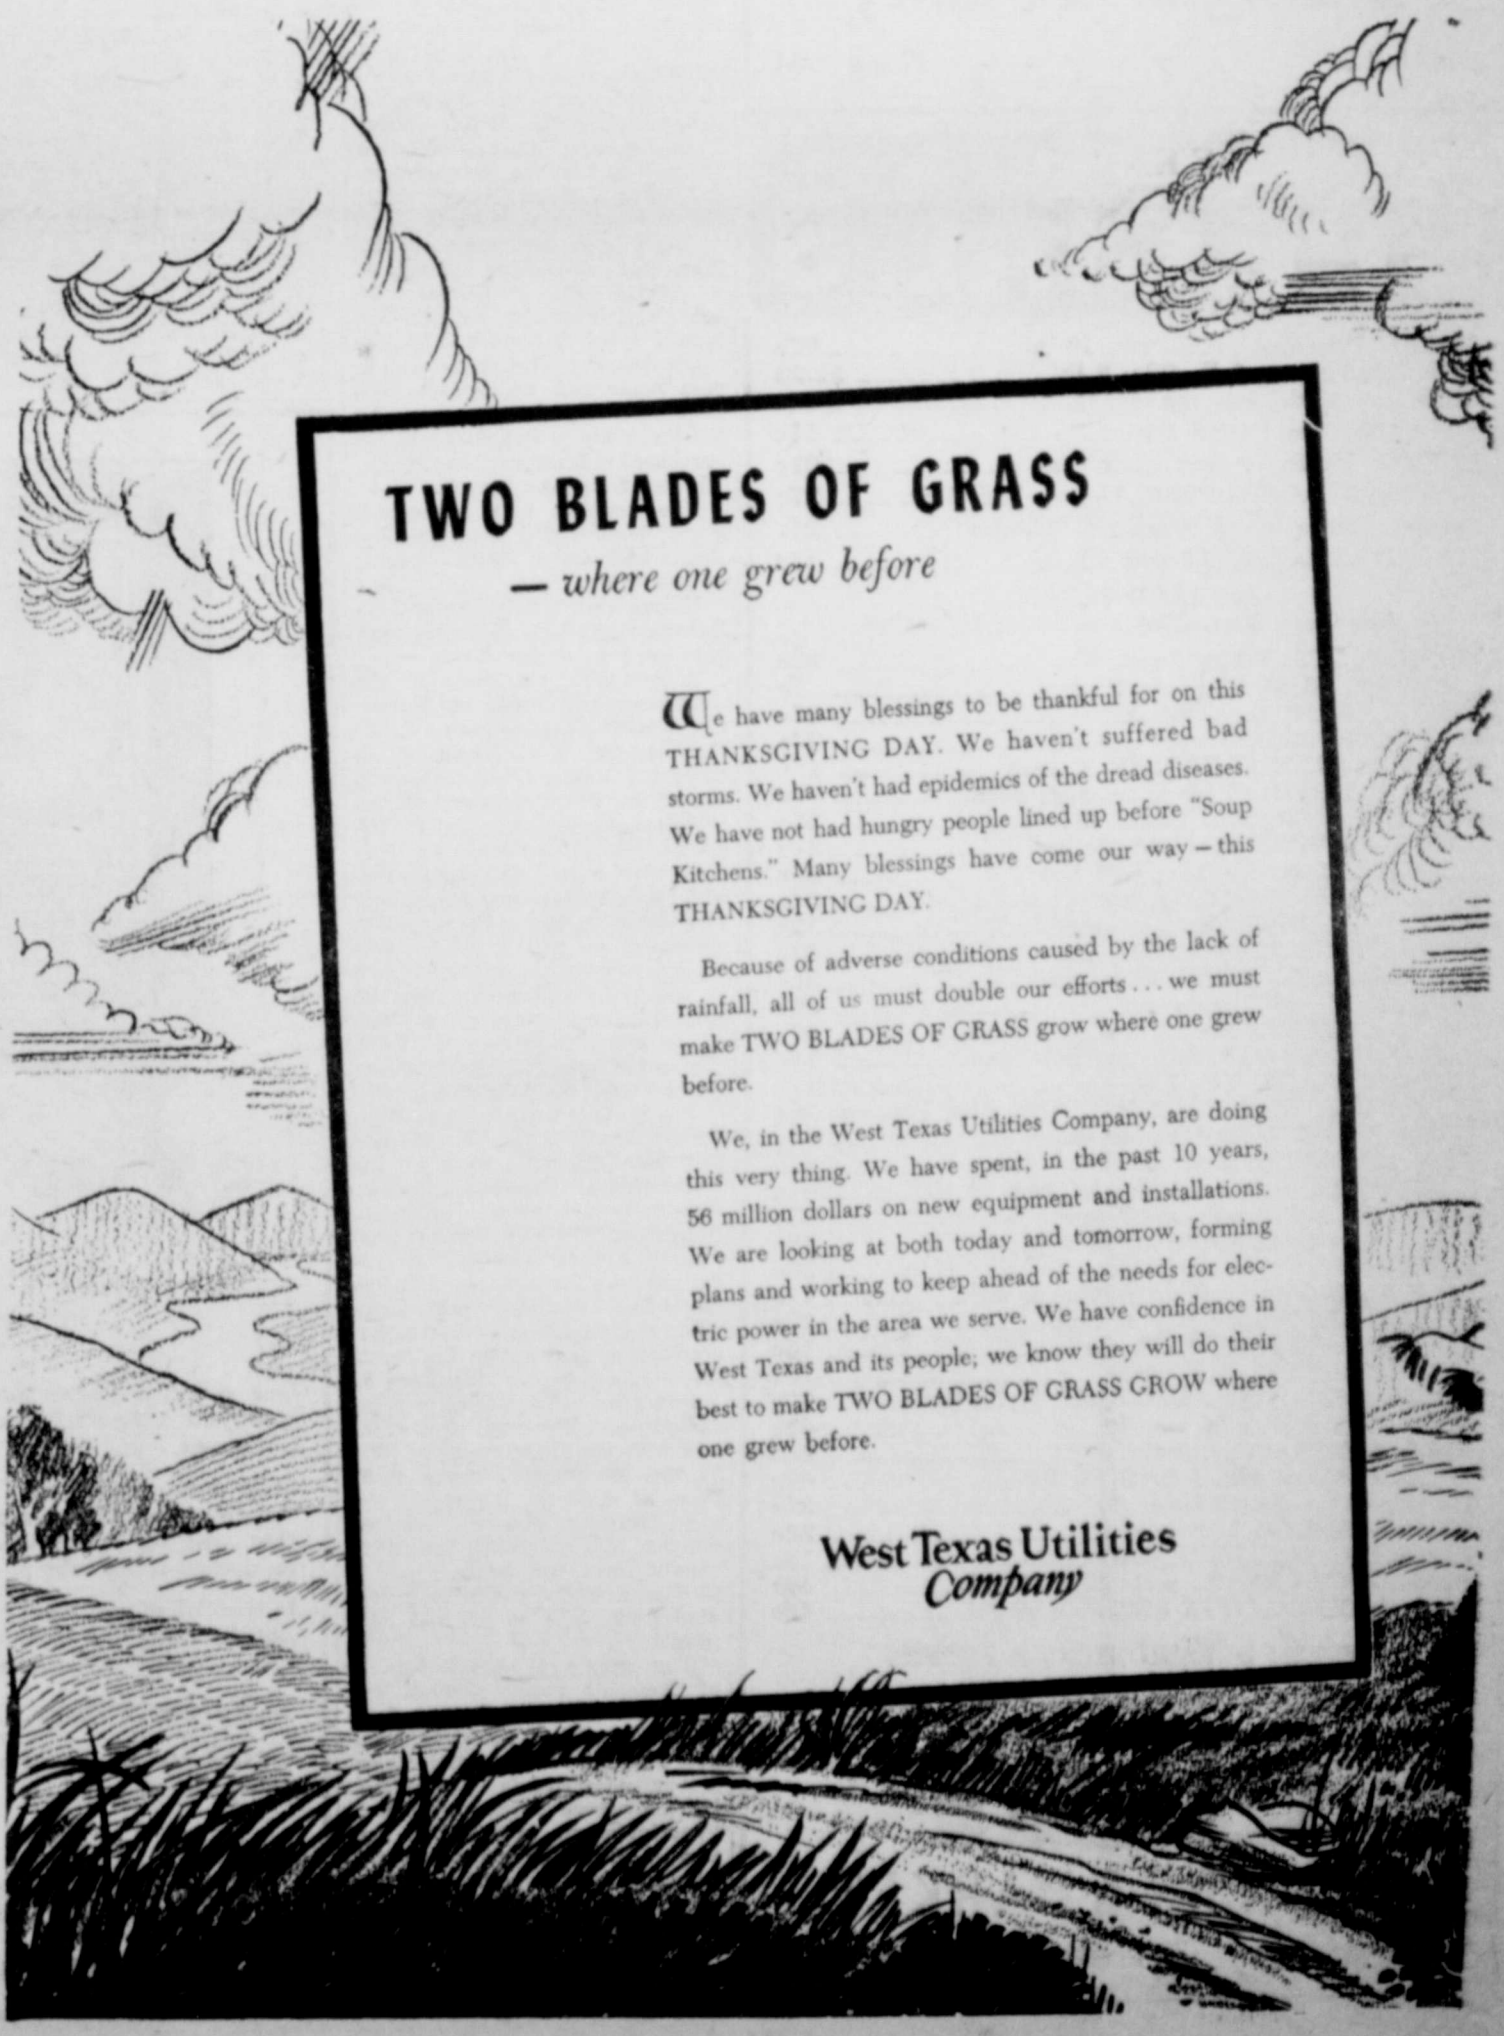 TWO BLADES OF GRASS
— where one grew before
We have many blessings to be thankful for on this
THANKSGIVING DAY. We haven't suffered bad
storms. We haven't had epidemics of the dread diseases.
We have not had hungry people lined up before "Soup
Kitchens." Many blessings have come our way — this
THANKSGIVING DAY.
Because of adverse conditions caused by the lack of
rainfall, all of us must double our efforts . . . we must
make TWO BLADES OF GRASS grow where one grew
before.
We, in the West Texas Utilities Company, are doing
this very thing. We have spent, in the past 10 years,
56 million dollars on new equipment and installations.
We are looking at both today and tomorrow, forming
plans and working to keep ahead of the needs for elec-
tric power in the area we serve. We have confidence in
West Texas and its people; we know they will do their
best to make TWO BLADES OF GRASS GROW where
one grew before.
West Texas Utilities
Company